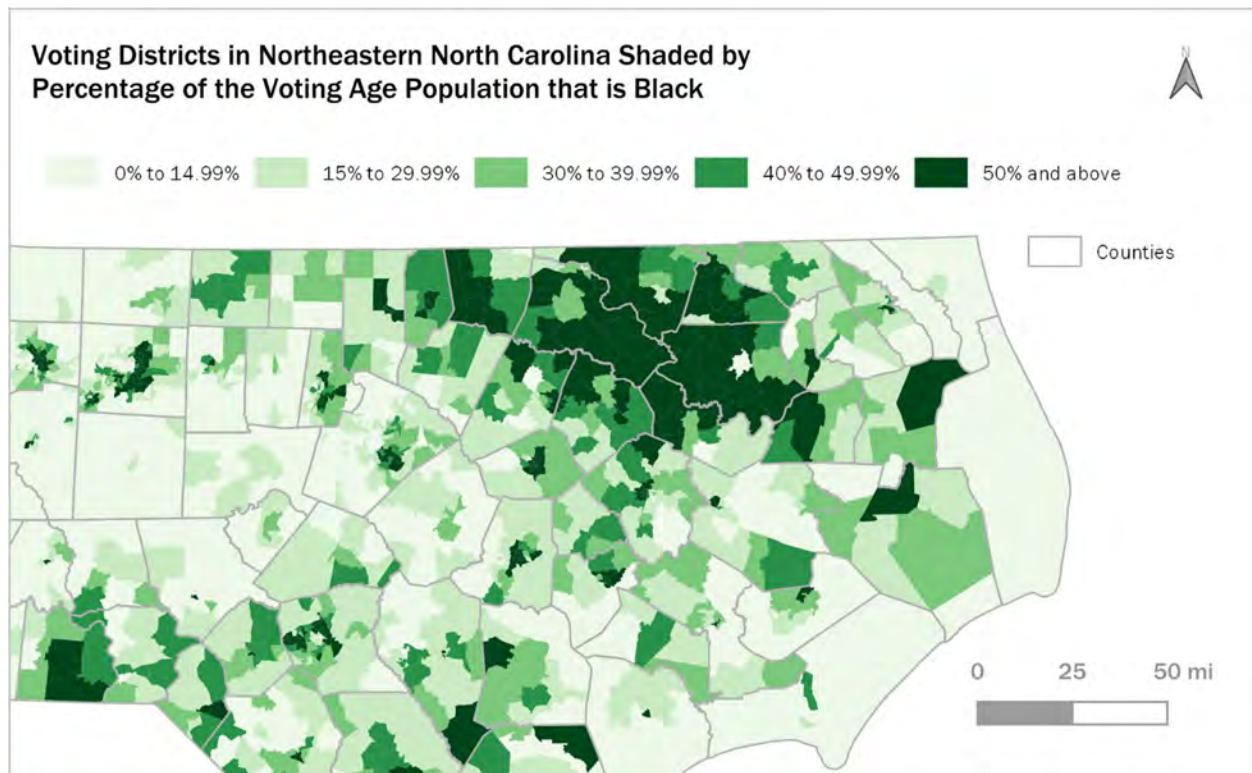 Voting Districts in Northeastern North Carolina Shaded by
Percentage of the Voting Age Population that is Black
N
0% to 14.99% 15% to 29.99% 30% to 39.99% 40% to 49.99% 50% and above
Counties
0 25 50 mi